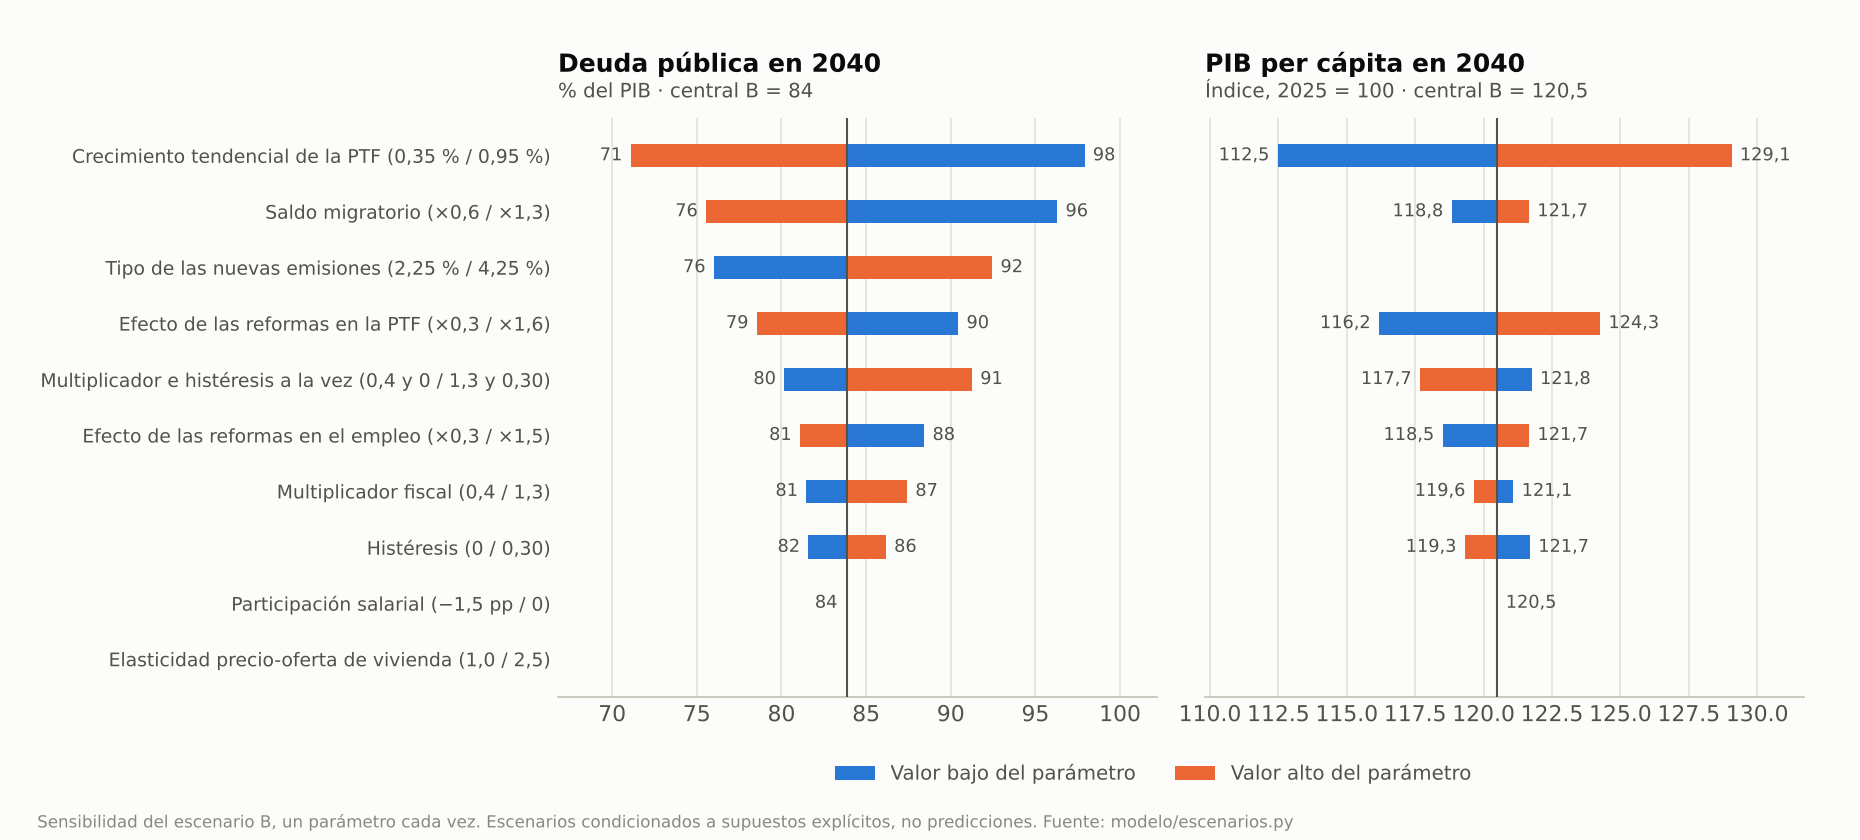 Deuda pública en 2040
% del PIB · central B = 84
PIB per cápita en 2040
Índice, 2025 = 100 · central B = 120,5
Crecimiento tendencial de la PTF (0,35 % / 0,95 %)
71
98
112,5
129,1
Saldo migratorio (×0,6 / ×1,3)
76
96
118,8
121,7
Tipo de las nuevas emisiones (2,25 % / 4,25 %)
76
92
Efecto de las reformas en la PTF (×0,3 / ×1,6)
79
90
116,2
124,3
Multiplicador e histéresis a la vez (0,4 y 0 / 1,3 y 0,30)
80
91
117,7
121,8
Efecto de las reformas en el empleo (×0,3 / ×1,5)
81
88
118,5
121,7
Multiplicador fiscal (0,4 / 1,3)
81
87
119,6
121,1
Histéresis (0 / 0,30)
82
86
119,3
121,7
Participación salarial (−1,5 pp / 0)
84
120,5
Elasticidad precio-oferta de vivienda (1,0 / 2,5)
70 75 80 85 90 95 100
110.0 112.5 115.0 117.5 120.0 122.5 125.0 127.5 130.0
Valor bajo del parámetro
Valor alto del parámetro
Sensibilidad del escenario B, un parámetro cada vez. Escenarios condicionados a supuestos explícitos, no predicciones. Fuente: modelo/escenarios.py